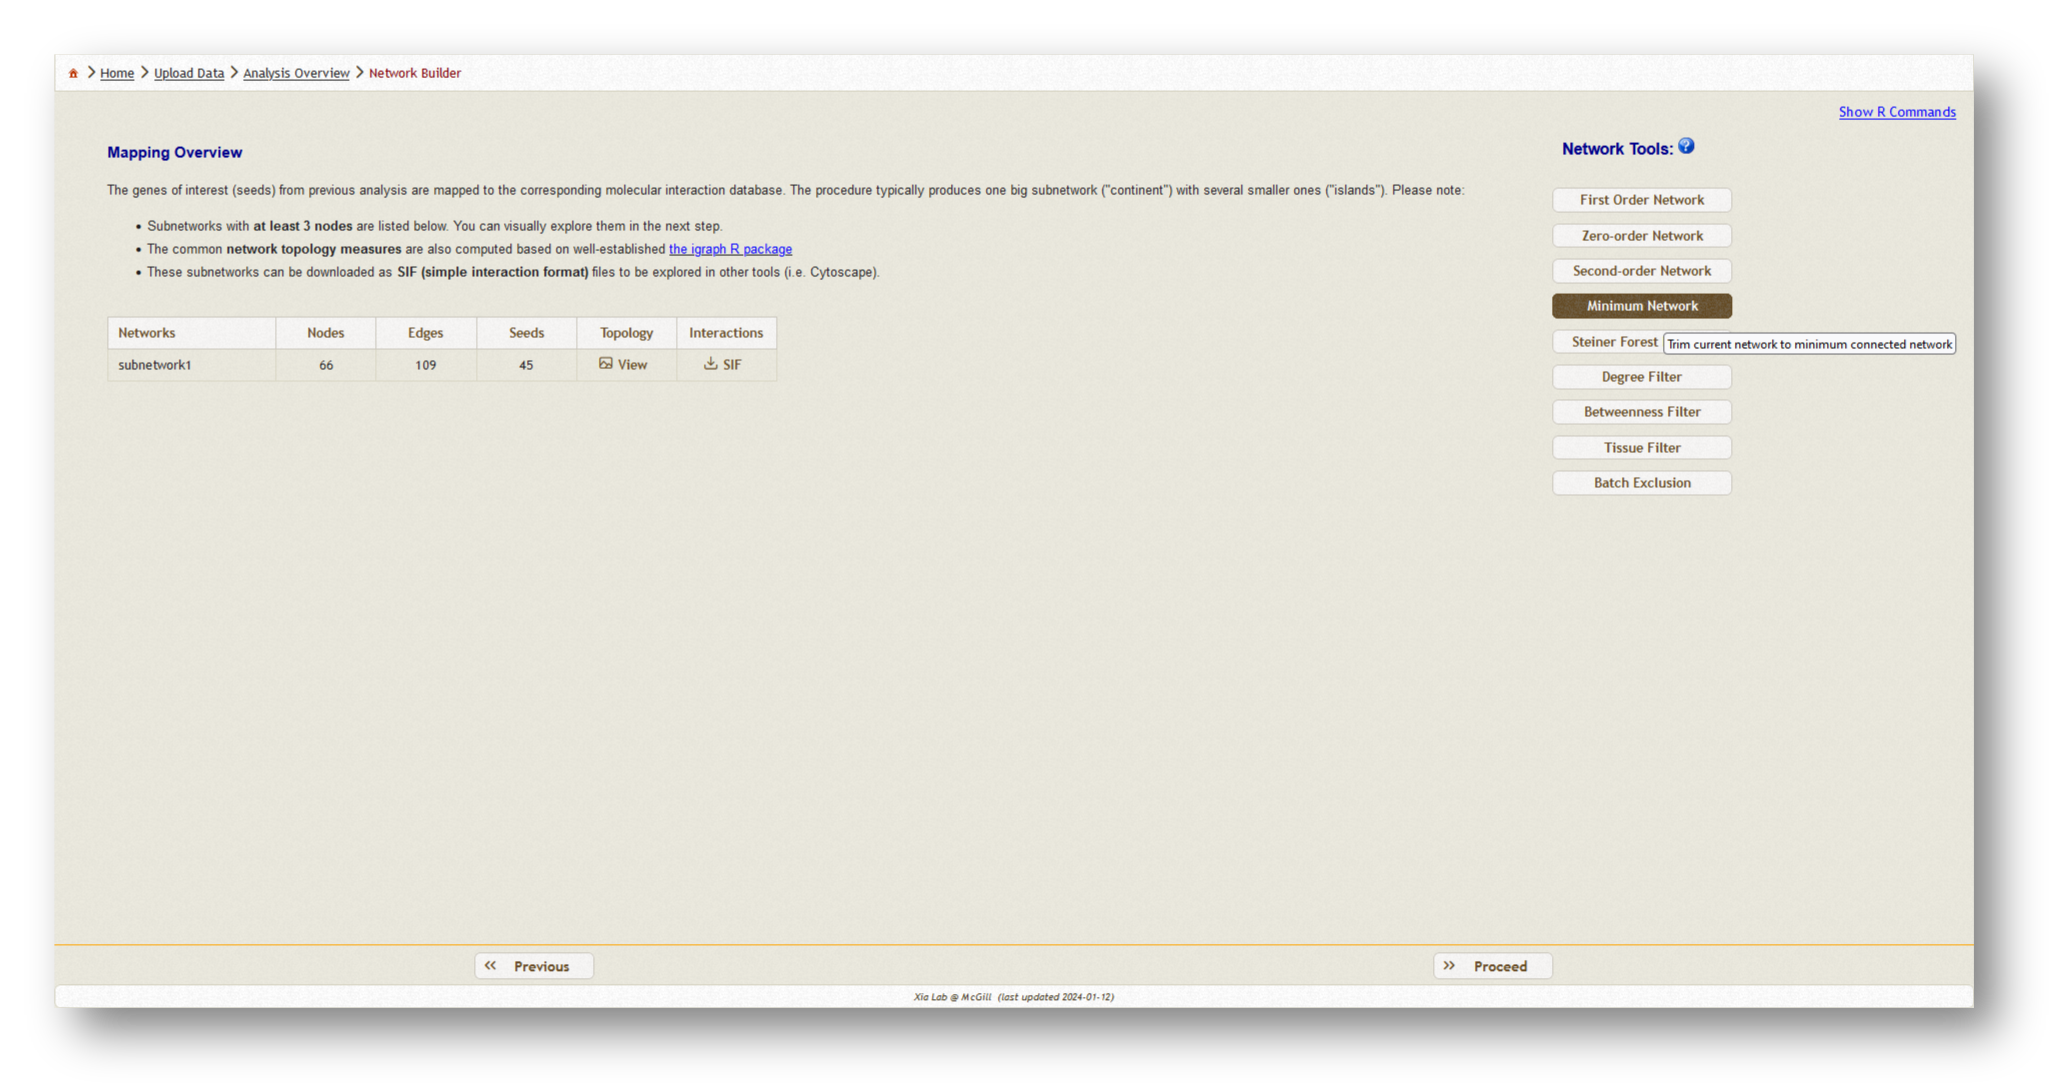 > Home > Upload Data > Analysis Overview > Network Builder
Show R Commands
Mapping Overview
The genes of interest (seeds) from previous analysis are mapped to the corresponding molecular interaction database. The procedure typically produces one big subnetwork ("continent") with several smaller ones ("islands"). Please note:
• Subnetworks with at least 3 nodes are listed below. You can visually explore them in the next step.
• The common network topology measures are also computed based on well-established the igraph R package
• These subnetworks can be downloaded as SIF (simple interaction format) files to be explored in other tools (i.e. Cytoscape).
Networks Nodes Edges Seeds Topology Interactions
subnetwork1 66 109 45 View SIF
Network Tools: ?
First Order Network
Zero-order Network
Second-order Network
Minimum Network
Steiner Forest
Trim current network to minimum connected network
Degree Filter
Betweenness Filter
Tissue Filter
Batch Exclusion
<< Previous
>> Proceed
Xia Lab @ McGill (last updated 2024-01-12)